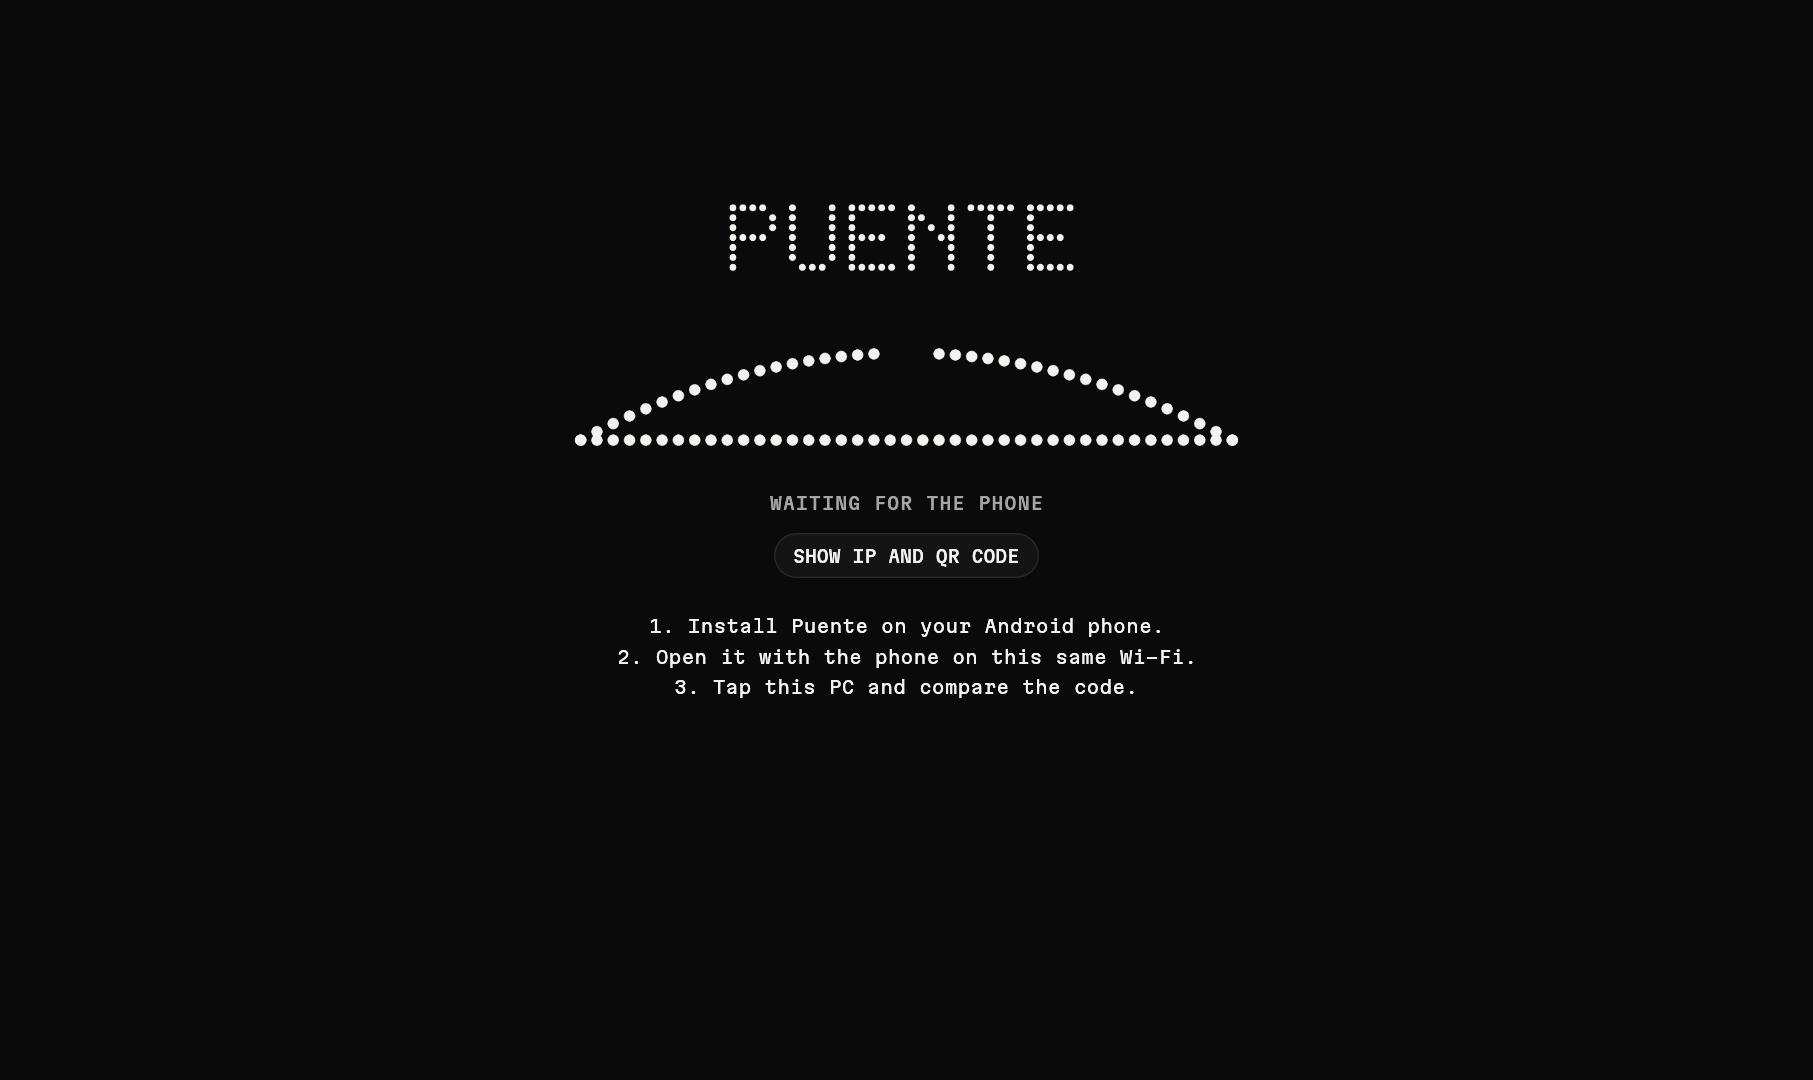 PUENTE
WAITING FOR THE PHONE
SHOW IP AND QR CODE
1. Install Puente on your Android phone.
2. Open it with the phone on this same Wi-Fi.
3. Tap this PC and compare the code.